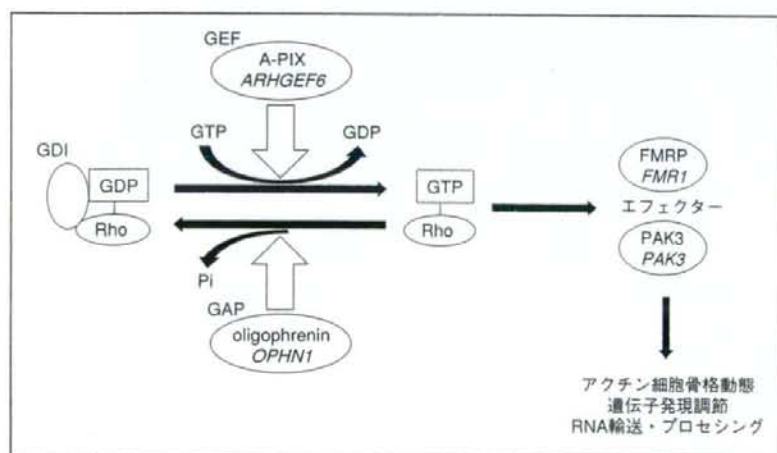 GEF
A-PIX
ARHGEF6
GTP
GDP
GDI
GDP
Rho
GTP
Rho
Pi
GAP
oligophrenin
OPHN1
FMRP
FMR1
エフェクター
PAK3
PAK3
アクチン細胞骨格動態
遺伝子発現調節
RNA輸送・プロセシング